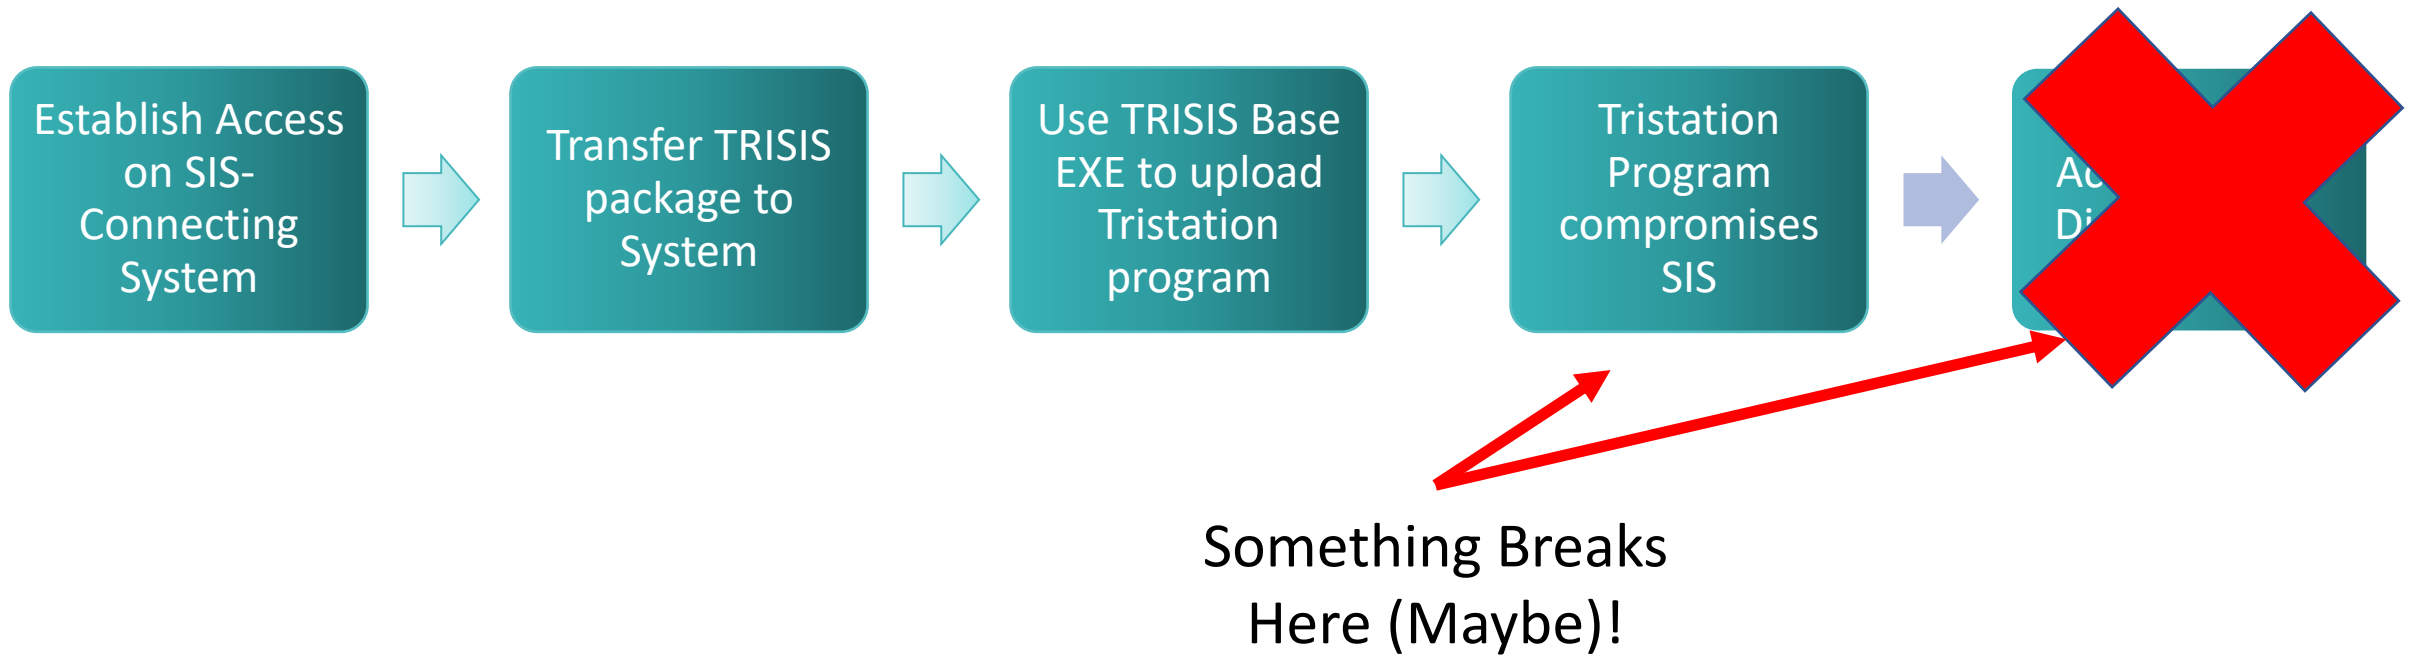 Establish Access
on SIS-
Connecting
System
Transfer TRISIS
package to
System
Use TRISIS Base
EXE to upload
Tristation
program
Tristation
Program
compromises
SIS
Something Breaks
Here (Maybe)!